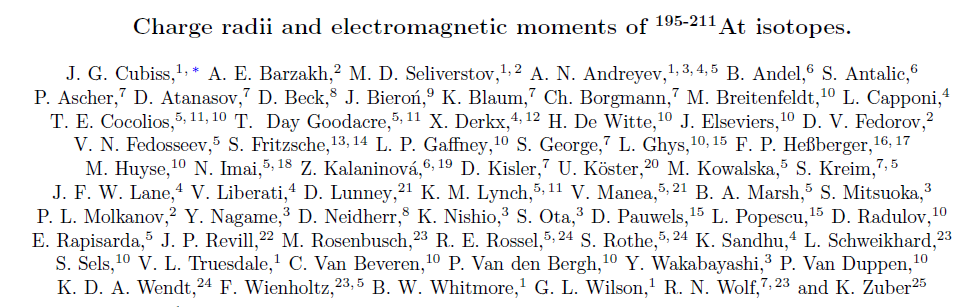 Charge radii and electromagnetic moments of ¹⁹⁵⁻²¹¹At isotopes.
J. G. Cubiss,¹,* A. E. Barzakh,² M. D. Seliverstov,¹,² A. N. Andreyev,¹,³,⁴,⁵ B. Andel,⁶ S. Antalic,⁶
P. Ascher,⁷ D. Atanasov,⁷ D. Beck,⁸ J. Bieroń,⁹ K. Blaum,⁷ Ch. Borgmann,⁷ M. Breitenfeldt,¹⁰ L. Capponi,⁴
T. E. Cocolios,⁵,¹¹,¹⁰ T. Day Goodacre,⁵,¹¹ X. Derkx,⁴,¹² H. De Witte,¹⁰ J. Elseviers,¹⁰ D. V. Fedorov,²
V. N. Fedosseev,⁵ S. Fritzsche,¹³,¹⁴ L. P. Gaffney,¹⁰ S. George,⁷ L. Ghys,¹⁰,¹⁵ F. P. Heßberger,¹⁶,¹⁷
M. Huyse,¹⁰ N. Imai,⁵,¹⁸ Z. Kalaninová,⁶,¹⁹ D. Kisler,⁷ U. Köster,²⁰ M. Kowalska,⁵ S. Kreim,⁷,⁵
J. F. W. Lane,⁴ V. Liberati,⁴ D. Lunney,²¹ K. M. Lynch,⁵,¹¹ V. Manea,⁵,²¹ B. A. Marsh,⁵ S. Mitsuoka,³
P. L. Molkanov,² Y. Nagame,³ D. Neidherr,⁸ K. Nishio,³ S. Ota,³ D. Pauwels,¹⁵ L. Popescu,¹⁵ D. Radulov,¹⁰
E. Rapisarda,⁵ J. P. Revill,²² M. Rosenbusch,²³ R. E. Rossel,⁵,²⁴ S. Rothe,⁵,²⁴ K. Sandhu,⁴ L. Schweikhard,²³
S. Sels,¹⁰ V. L. Truesdale,¹ C. Van Beveren,¹⁰ P. Van den Bergh,¹⁰ Y. Wakabayashi,³ P. Van Duppen,¹⁰
K. D. A. Wendt,²⁴ F. Wienholtz,²³,⁵ B. W. Whitmore,¹ G. L. Wilson,¹ R. N. Wolf,⁷,²³ and K. Zuber²⁵